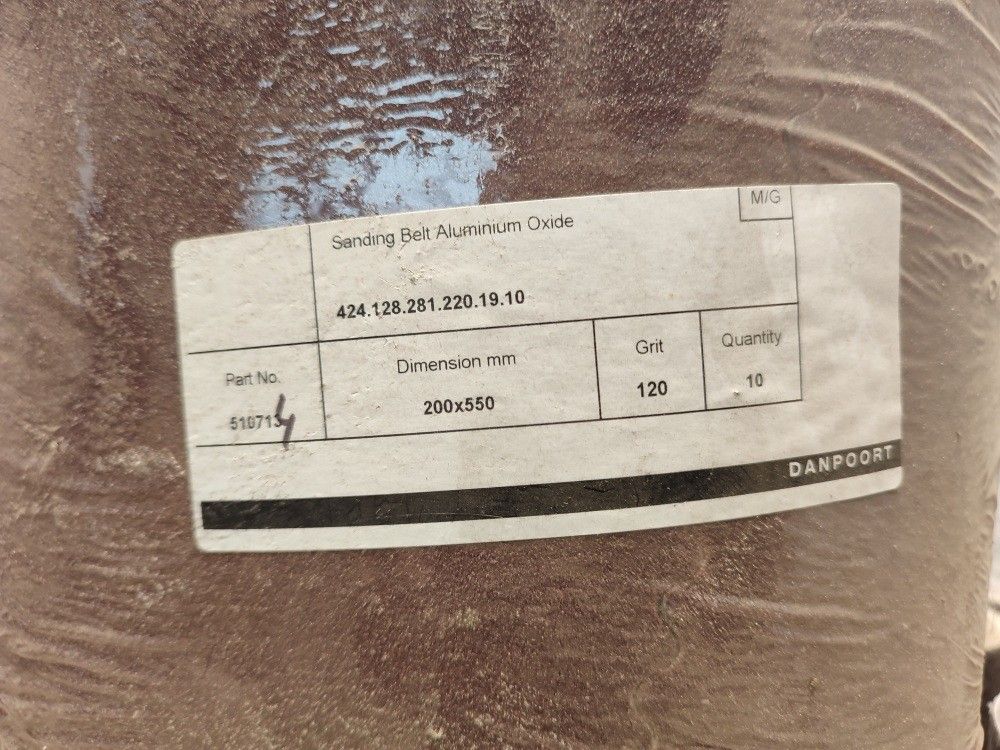 M/G
Sanding Belt Aluminium Oxide
424.128.281.220.19.10
Part No.
Dimension mm
Grit
Quantity
200x550
120
10
DANPOORT